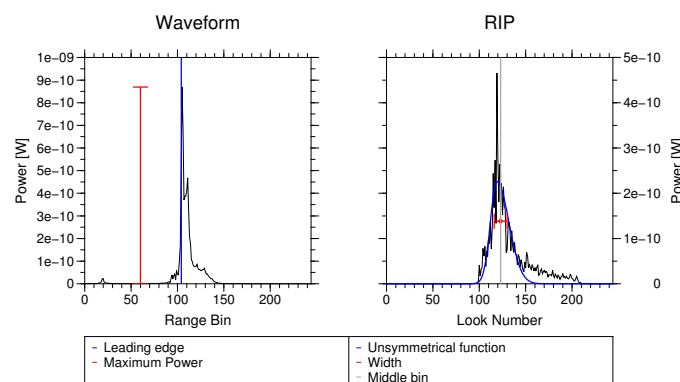 Waveform
RIP
1e−09
9e−10
8e−10
7e−10
6e−10
5e−10
4e−10
3e−10
2e−10
1e−10
0
Power [W]
0 50 100 150 200
Range Bin
5e−10
4e−10
3e−10
2e−10
1e−10
0
Power [W]
0 50 100 150 200
Look Number
Leading edge
Maximum Power
Unsymmetrical function
Width
Middle bin